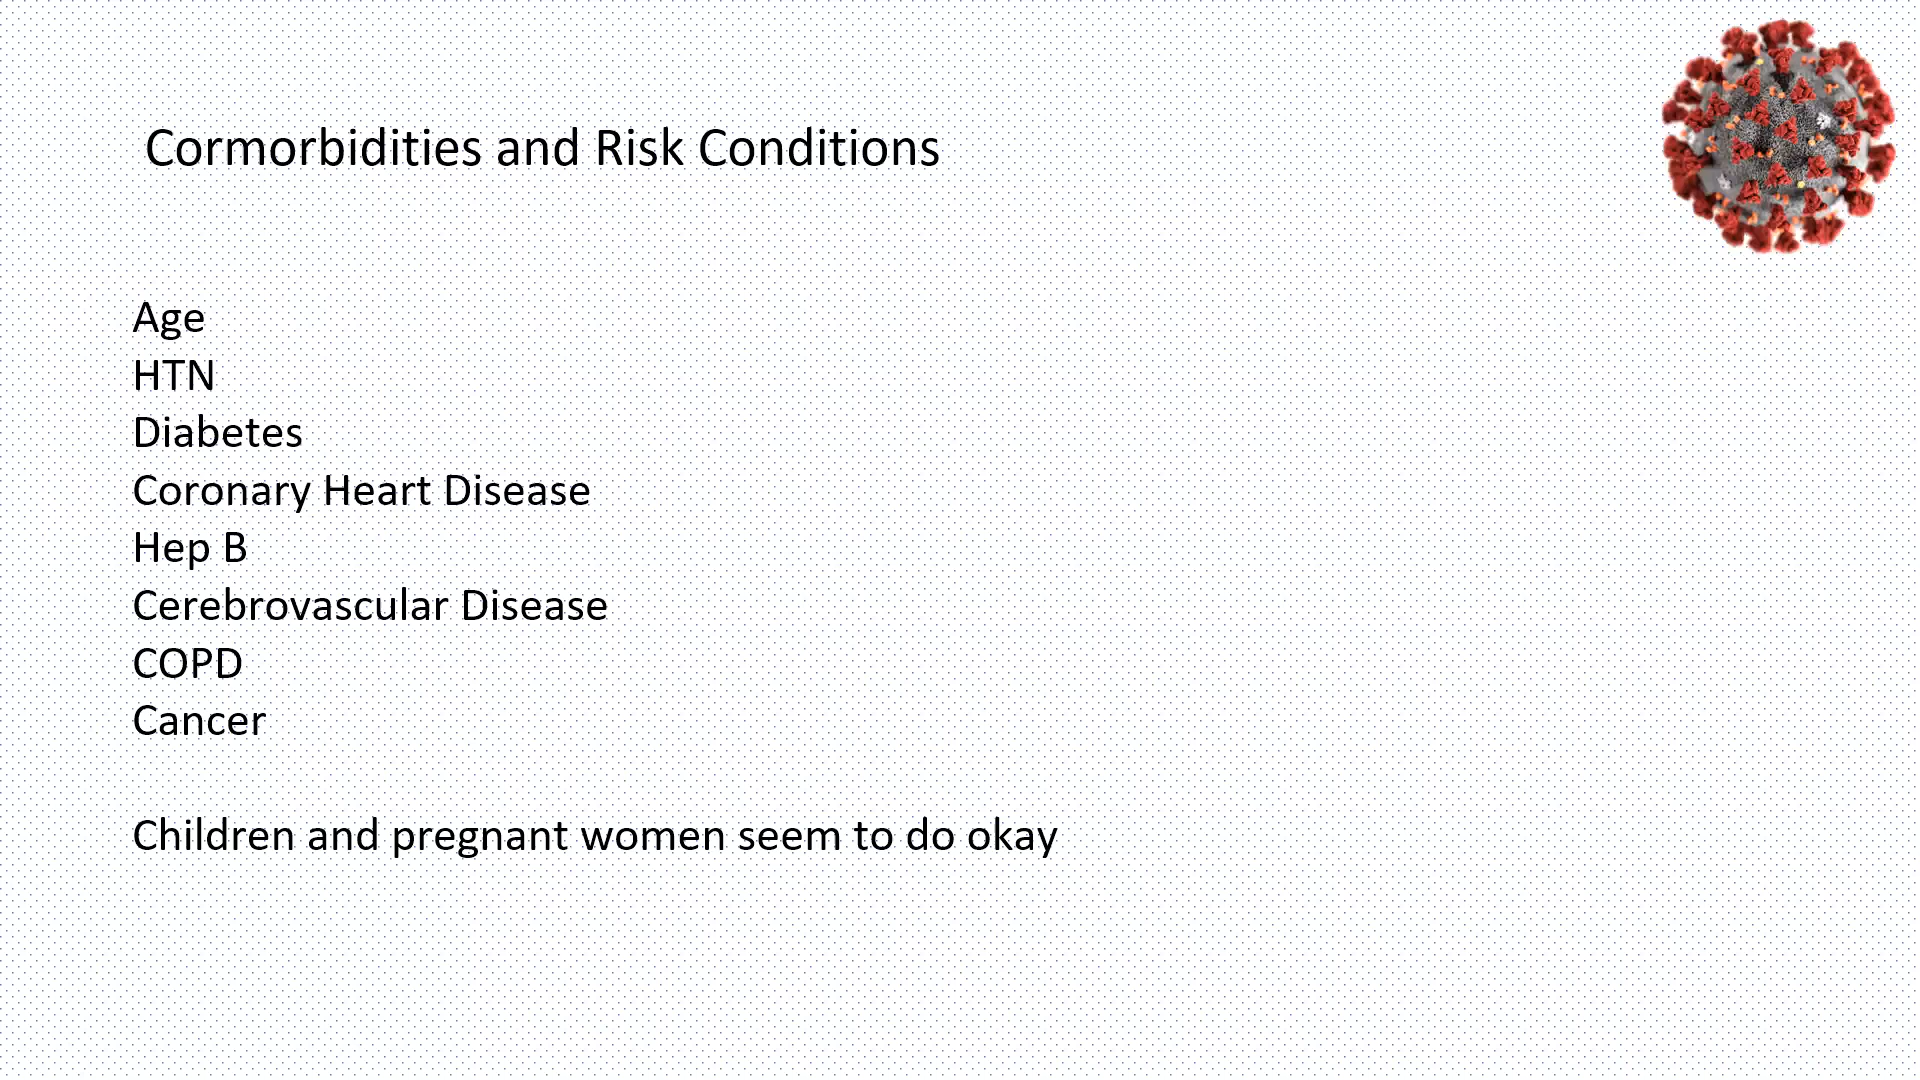 Cormorbidities and Risk Conditions
Age
HTN
Diabetes
Coronary Heart Disease
Hep B
Cerebrovascular Disease
COPD
Cancer
Children and pregnant women seem to do okay